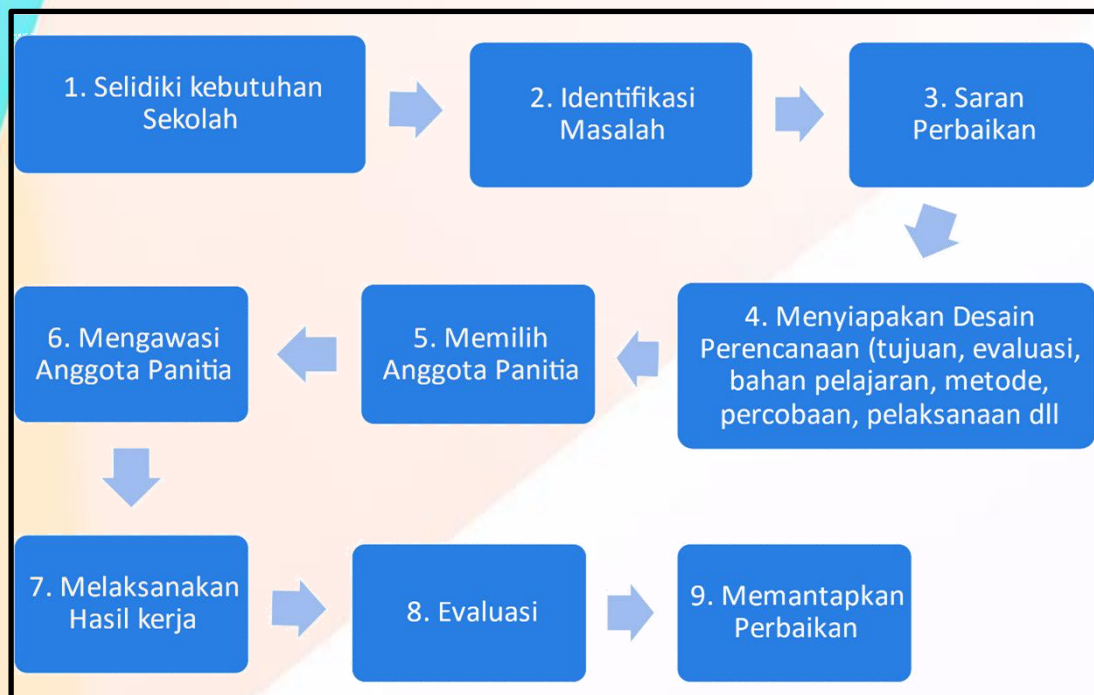 1. Selidiki kebutuhan
Sekolah
2. Identifikasi
Masalah
3. Saran
Perbaikan
4. Menyiapakan Desain
Perencanaan (tujuan, evaluasi,
bahan pelajaran, metode,
percobaan, pelaksanaan dll
5. Memilih
Anggota Panitia
6. Mengawasi
Anggota Panitia
7. Melaksanakan
Hasil kerja
8. Evaluasi
9. Memantapkan
Perbaikan